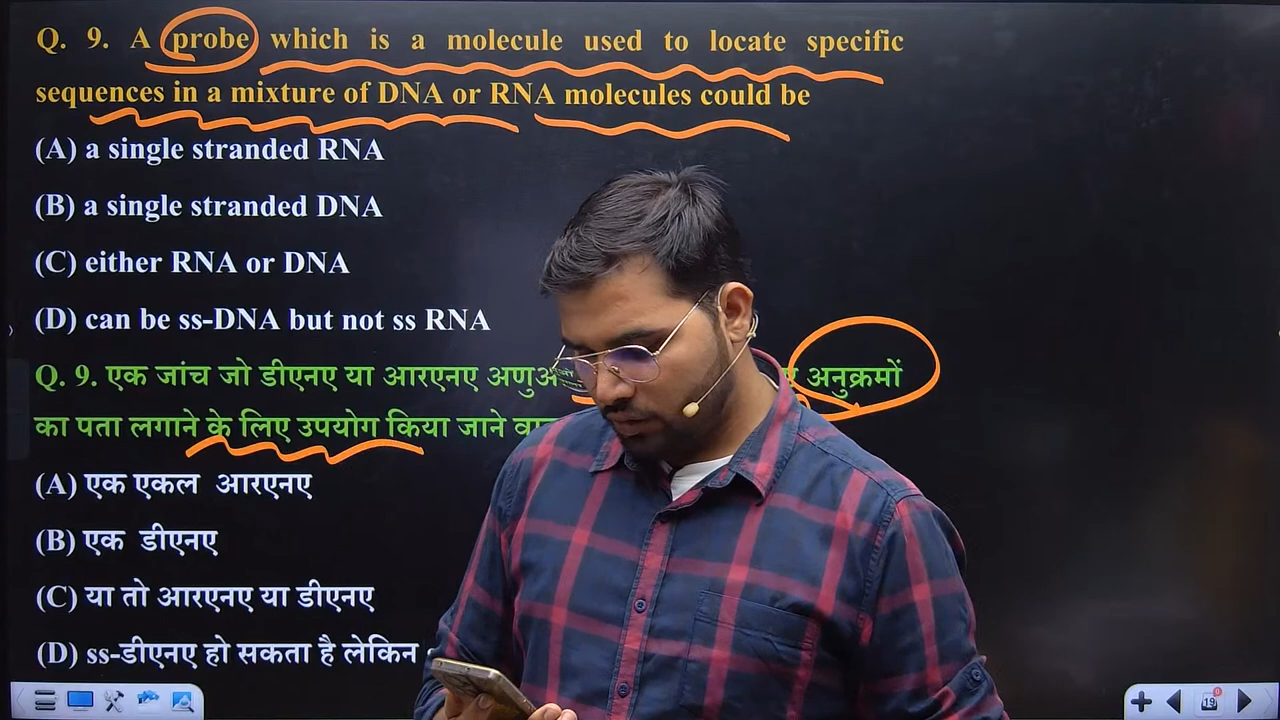 Q. 9. A probe which is a molecule used to locate specific
sequences in a mixture of DNA or RNA molecules could be
(A) a single stranded RNA
(B) a single stranded DNA
(C) either RNA or DNA
(D) can be ss-DNA but not ss RNA
Q. 9. एक जांच जो डीएनए या आरएनए अनुक्रमों
का पता लगाने के लिए उपयोग किया जाने
(A) एक एकल आरएनए
(B) एक डीएनए
(C) या तो आरएनए या डीएनए
(D) ss-डीएनए हो सकता है लेकिन
19